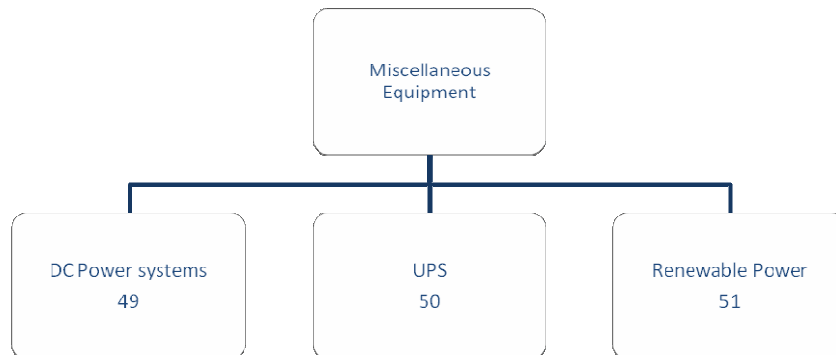 Miscellaneous
Equipment
DC Power systems
49
UPS
50
Renewable Power
51